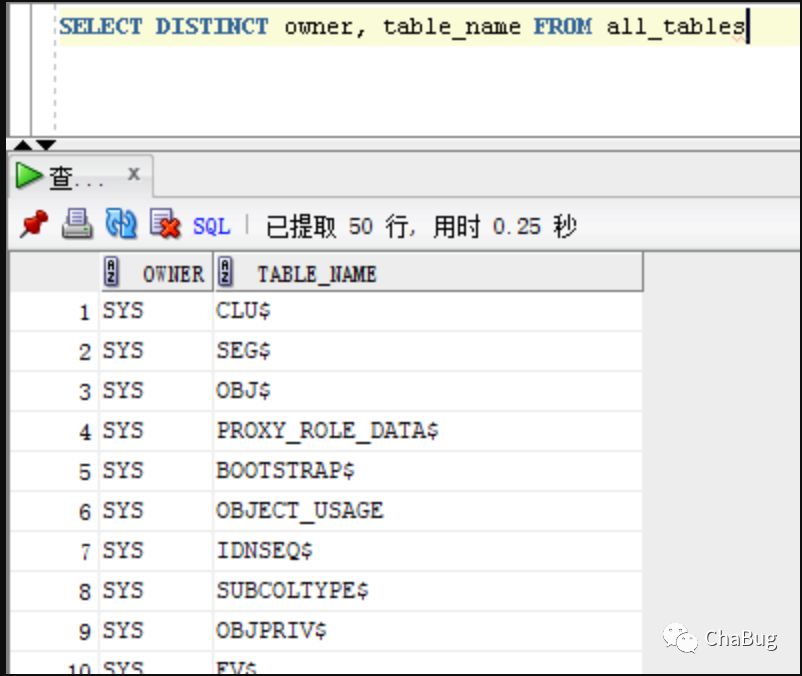 SELECT DISTINCT owner, table_name FROM all_tables
查...
x
SQL
已提取 50 行, 用时 0.25 秒
OWNER TABLE_NAME
1 SYS CLU$
2 SYS SEG$
3 SYS OBJ$
4 SYS PROXY_ROLE_DATA$
5 SYS BOOTSTRAP$
6 SYS OBJECT_USAGE
7 SYS IDNSEQ$
8 SYS SUBCOLTYPE$
9 SYS OBJPRIV$
10 SYS
ChaBug